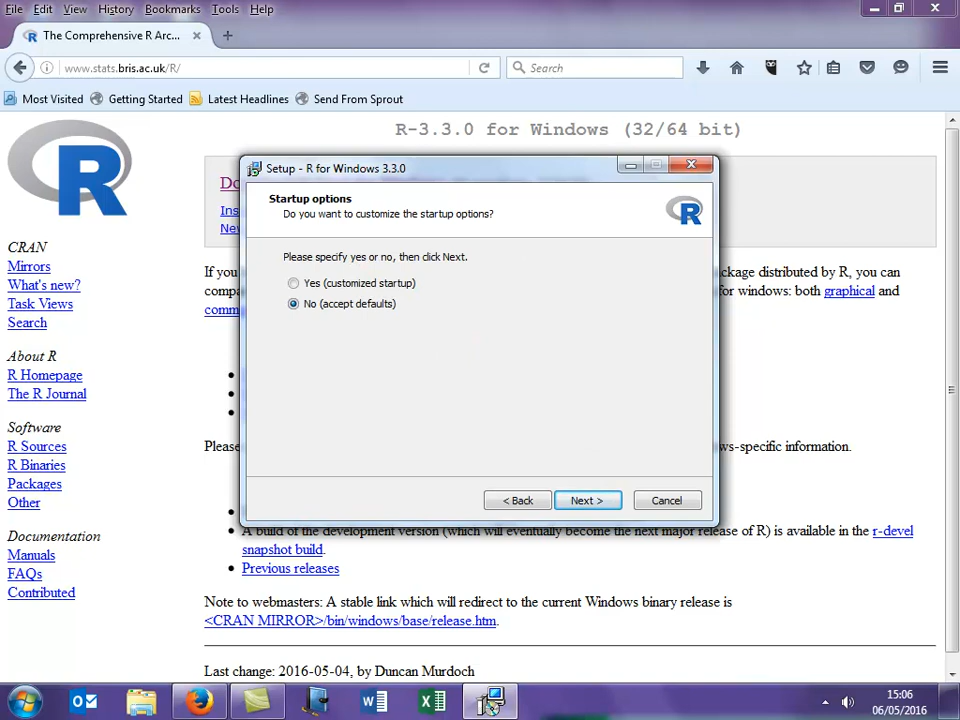 File Edit View History Bookmarks Tools Help
The Comprehensive R Arc...
www.stats.bris.ac.uk/R/ Search
Most Visited Getting Started Latest Headlines Send From Sprout
R-3.3.0 for Windows (32/64 bit)
Setup - R for Windows 3.3.0
Startup options
Do you want to customize the startup options?
R
Please specify yes or no, then click Next.
Yes (customized startup)
No (accept defaults)
< Back Next > Cancel
R
CRAN
Mirrors
What's new?
Task Views
Search
About R
R Homepage
The R Journal
Software
R Sources
R Binaries
Packages
Other
Documentation
Manuals
FAQs
Contributed
If you distributed by R, you can
for windows: both graphical and
Please information.
A build of the development version (which will eventually become the next major release of R) is available in the r-devel
snapshot build.
Previous releases
Note to webmasters: A stable link which will redirect to the current Windows binary release is
<CRAN MIRROR>/bin/windows/base/release.htm.
Last change: 2016-05-04, by Duncan Murdoch
15:06
06/05/2016